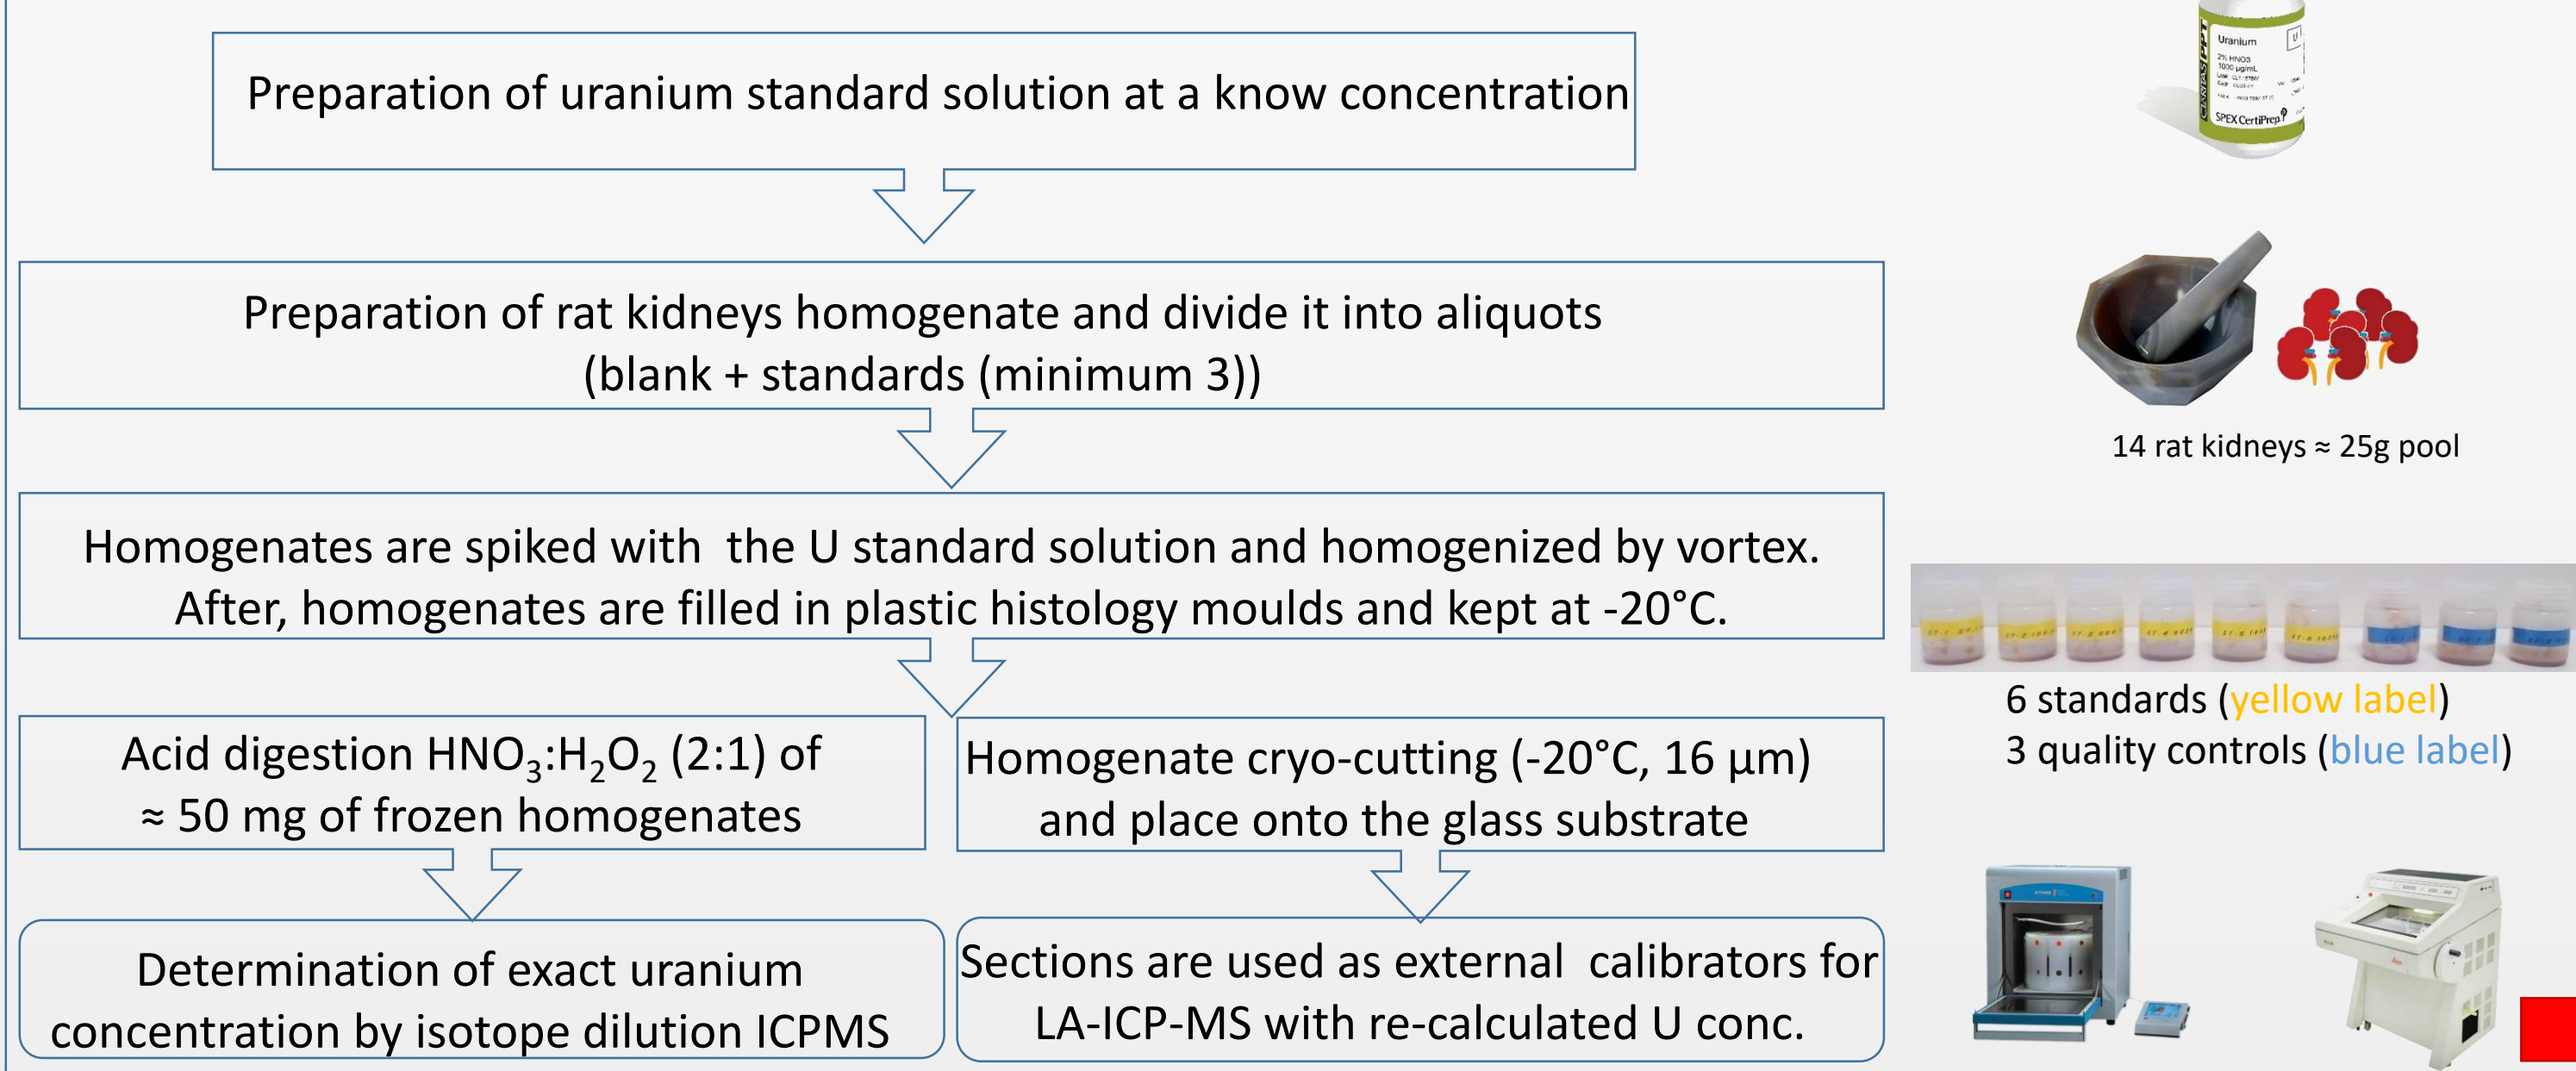 Preparation of uranium standard solution at a know concentration
Uranium
U
2% HNO3
1000 µg/mL
CLARITAS PPT
SPEX CertiPrep
Preparation of rat kidneys homogenate and divide it into aliquots
(blank + standards (minimum 3))
14 rat kidneys ≈ 25g pool
Homogenates are spiked with the U standard solution and homogenized by vortex.
After, homogenates are filled in plastic histology moulds and kept at -20°C.
6 standards (yellow label)
3 quality controls (blue label)
Acid digestion HNO₃:H₂O₂ (2:1) of
≈ 50 mg of frozen homogenates
Homogenate cryo-cutting (-20°C, 16 µm)
and place onto the glass substrate
Determination of exact uranium
concentration by isotope dilution ICPMS
Sections are used as external calibrators for
LA-ICP-MS with re-calculated U conc.